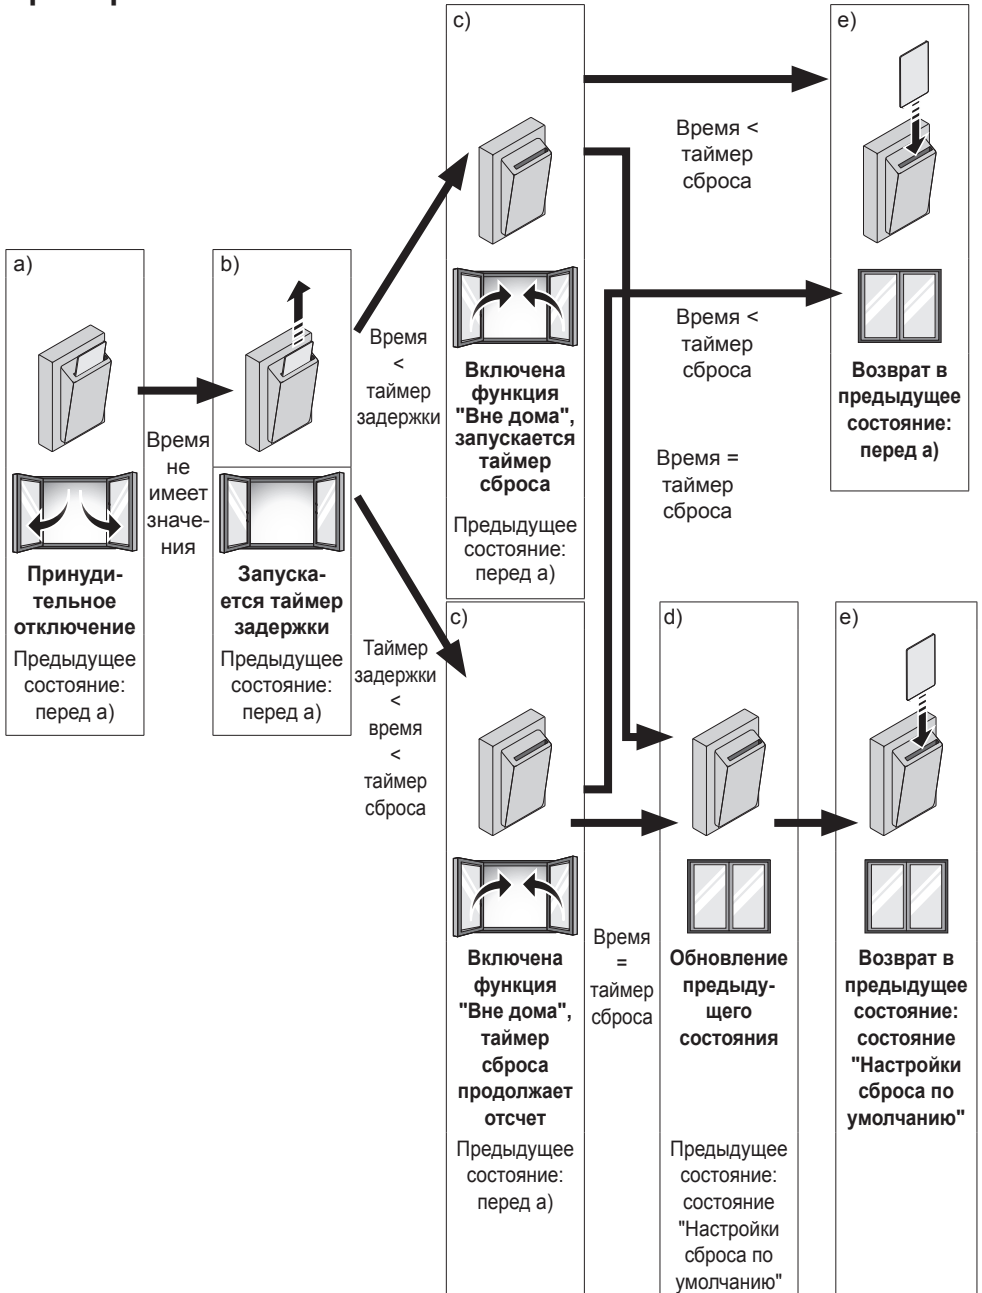 c)
e)
Время <
таймер
сброса
a)
b)
Время
<
таймер
задержки
Время <
таймер
сброса
Время
не
имеет
значе-
ния
Включена
функция
"Вне дома",
запускается
таймер
сброса
Предыдущее
состояние:
перед a)
Возврат в
предыдущее
состояние:
перед a)
Время =
таймер
сброса
Принуди-
тельное
отключение
Предыдущее
состояние:
перед a)
Запуска-
ется таймер
задержки
Предыдущее
состояние:
перед a)
Таймер
задержки
<
время
<
таймер
сброса
c)
d)
e)
Включена
функция
"Вне дома",
таймер
сброса
продолжает
отсчет
Предыдущее
состояние:
перед a)
Время
=
таймер
сброса
Обновление
предыду-
щего
состояния
Предыдущее
состояние:
состояние
"Настройки
сброса по
умолчанию"
Возврат в
предыдущее
состояние:
состояние
"Настройки
сброса по
умолчанию"